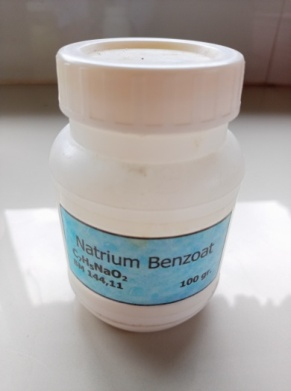 Natrium Benzoat
C₇H₅NaO₂
BM 144,11
100 gr.